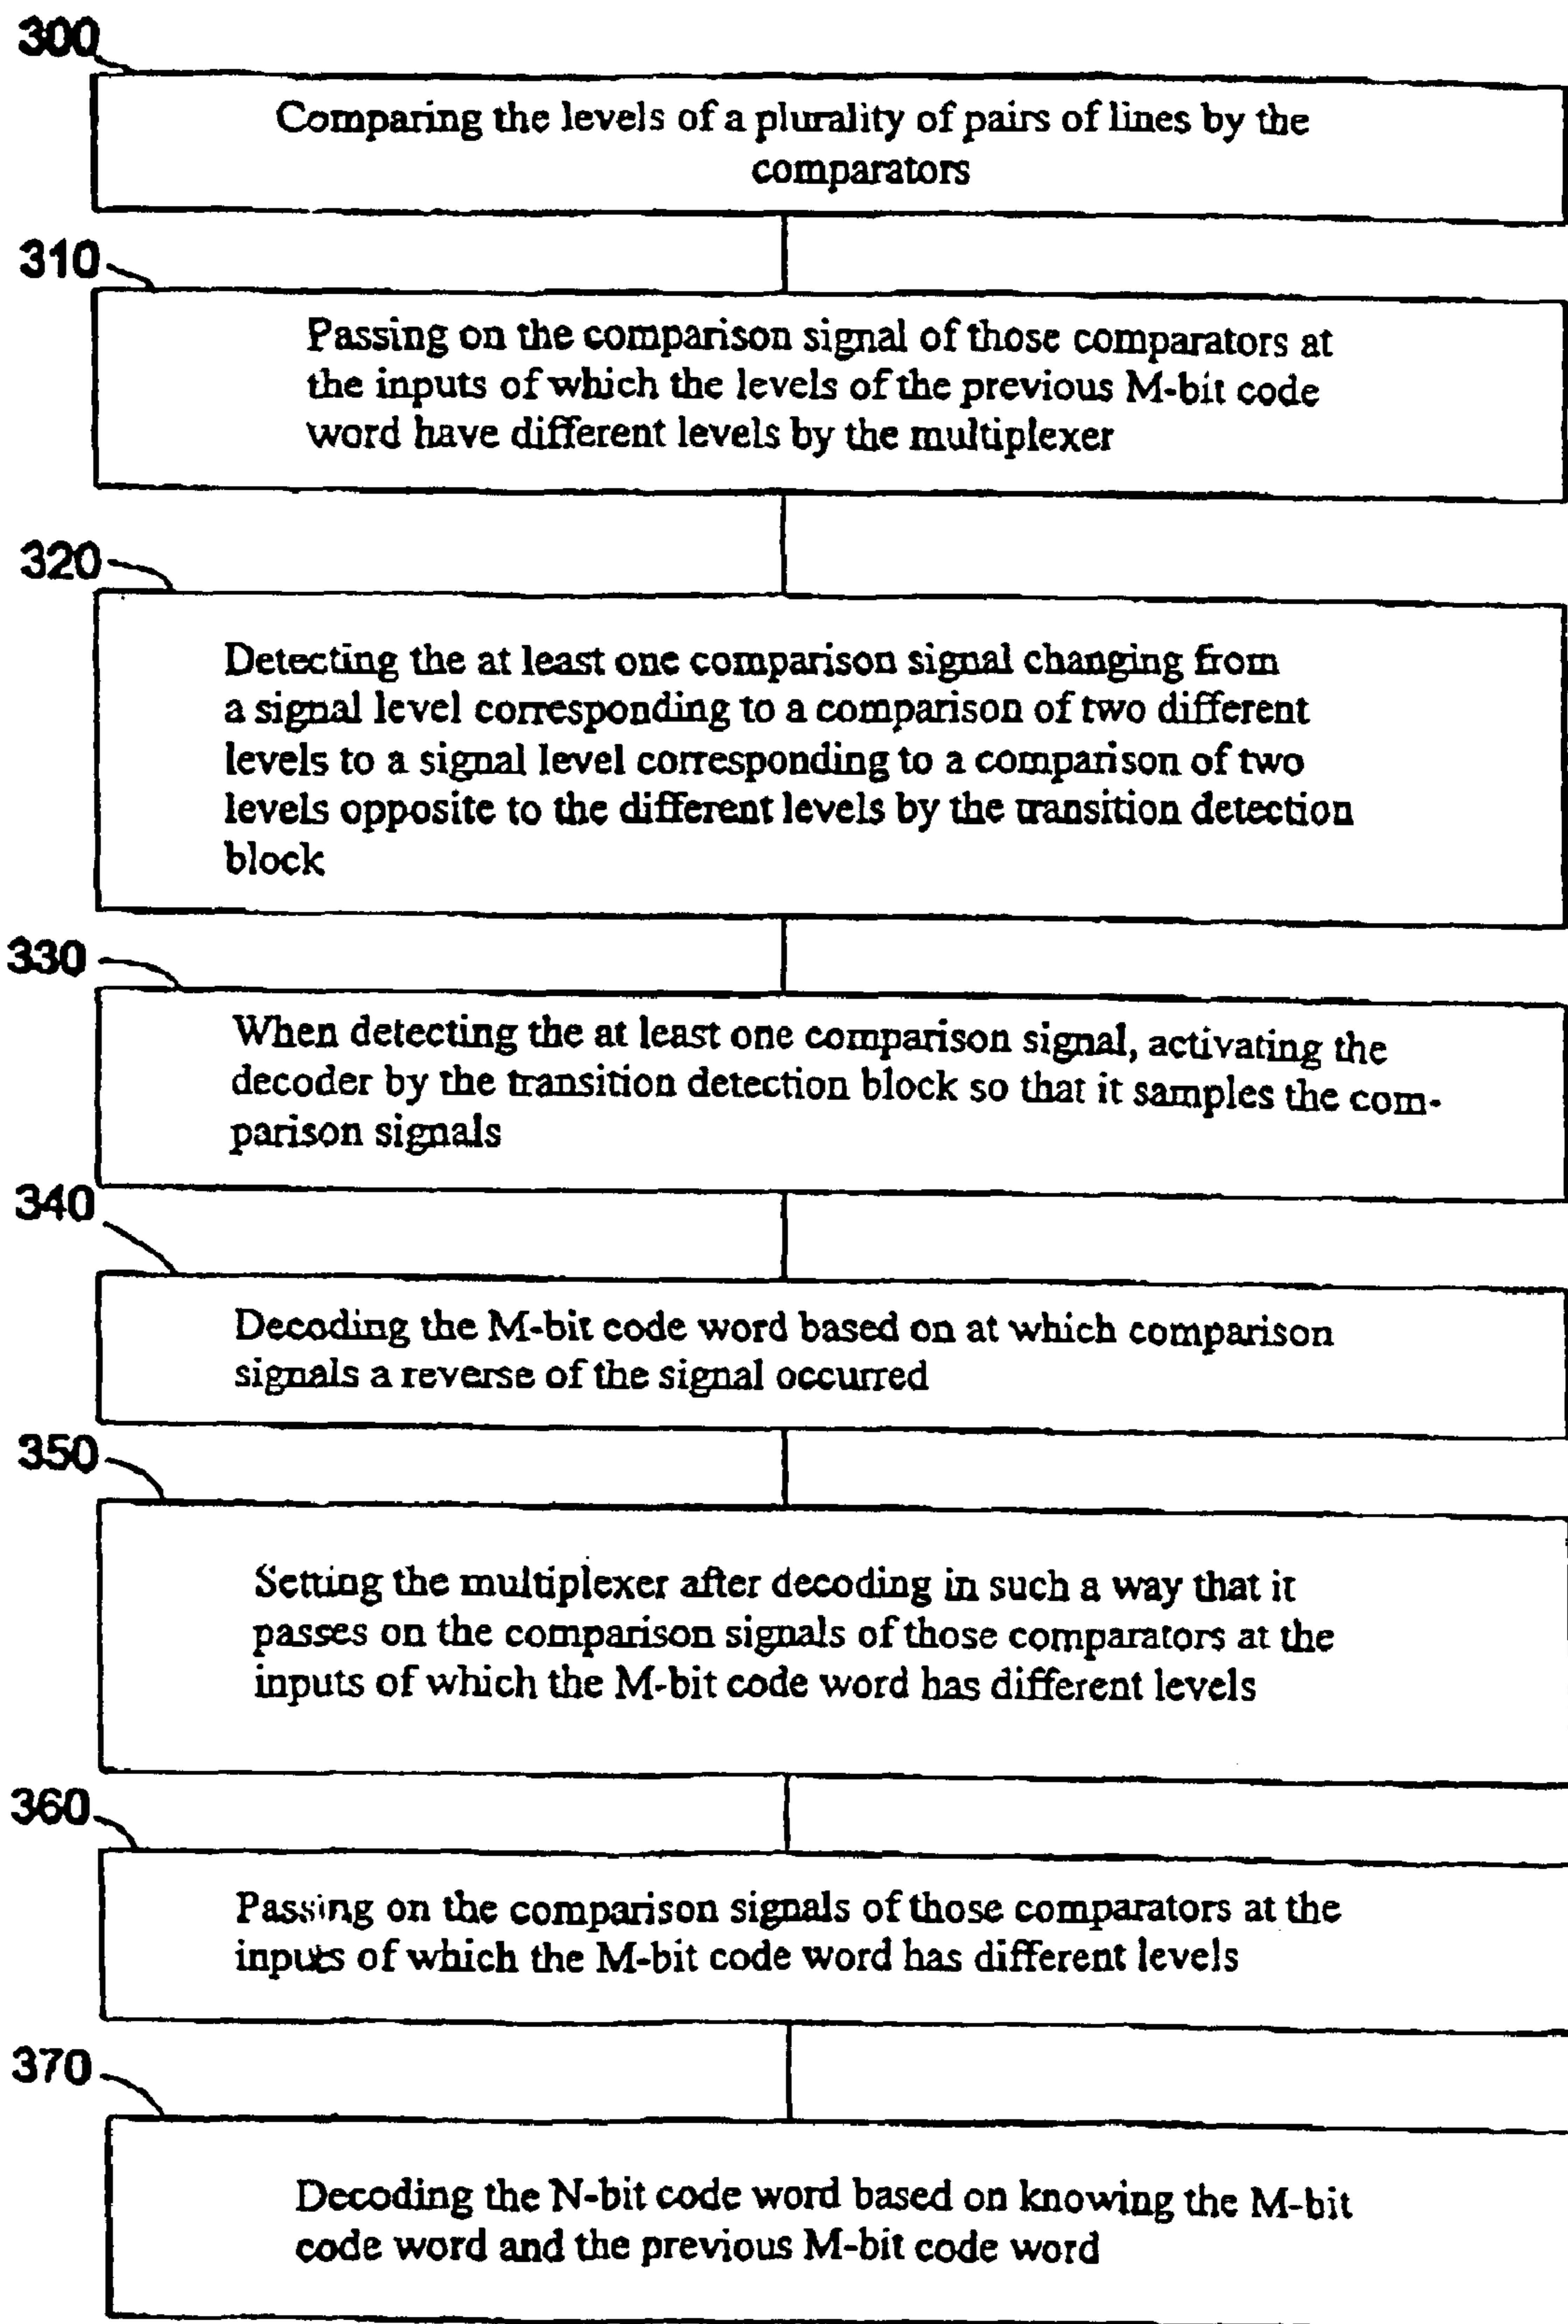 300
Comparing the levels of a plurality of pairs of lines by the
comparators
310
Passing on the comparison signal of those comparators at
the inputs of which the levels of the previous M-bit code
word have different levels by the multiplexer
320
Detecting the at least one comparison signal changing from
a signal level corresponding to a comparison of two different
levels to a signal level corresponding to a comparison of two
levels opposite to the different levels by the transition detection
block
330
When detecting the at least one comparison signal, activating the
decoder by the transition detection block so that it samples the com-
parison signals
340
Decoding the M-bit code word based on at which comparison
signals a reverse of the signal occurred
350
Setting the multiplexer after decoding in such a way that it
passes on the comparison signals of those comparators at the
inputs of which the M-bit code word has different levels
360
Passing on the comparison signals of those comparators at the
inputs of which the M-bit code word has different levels
370
Decoding the N-bit code word based on knowing the M-bit
code word and the previous M-bit code word